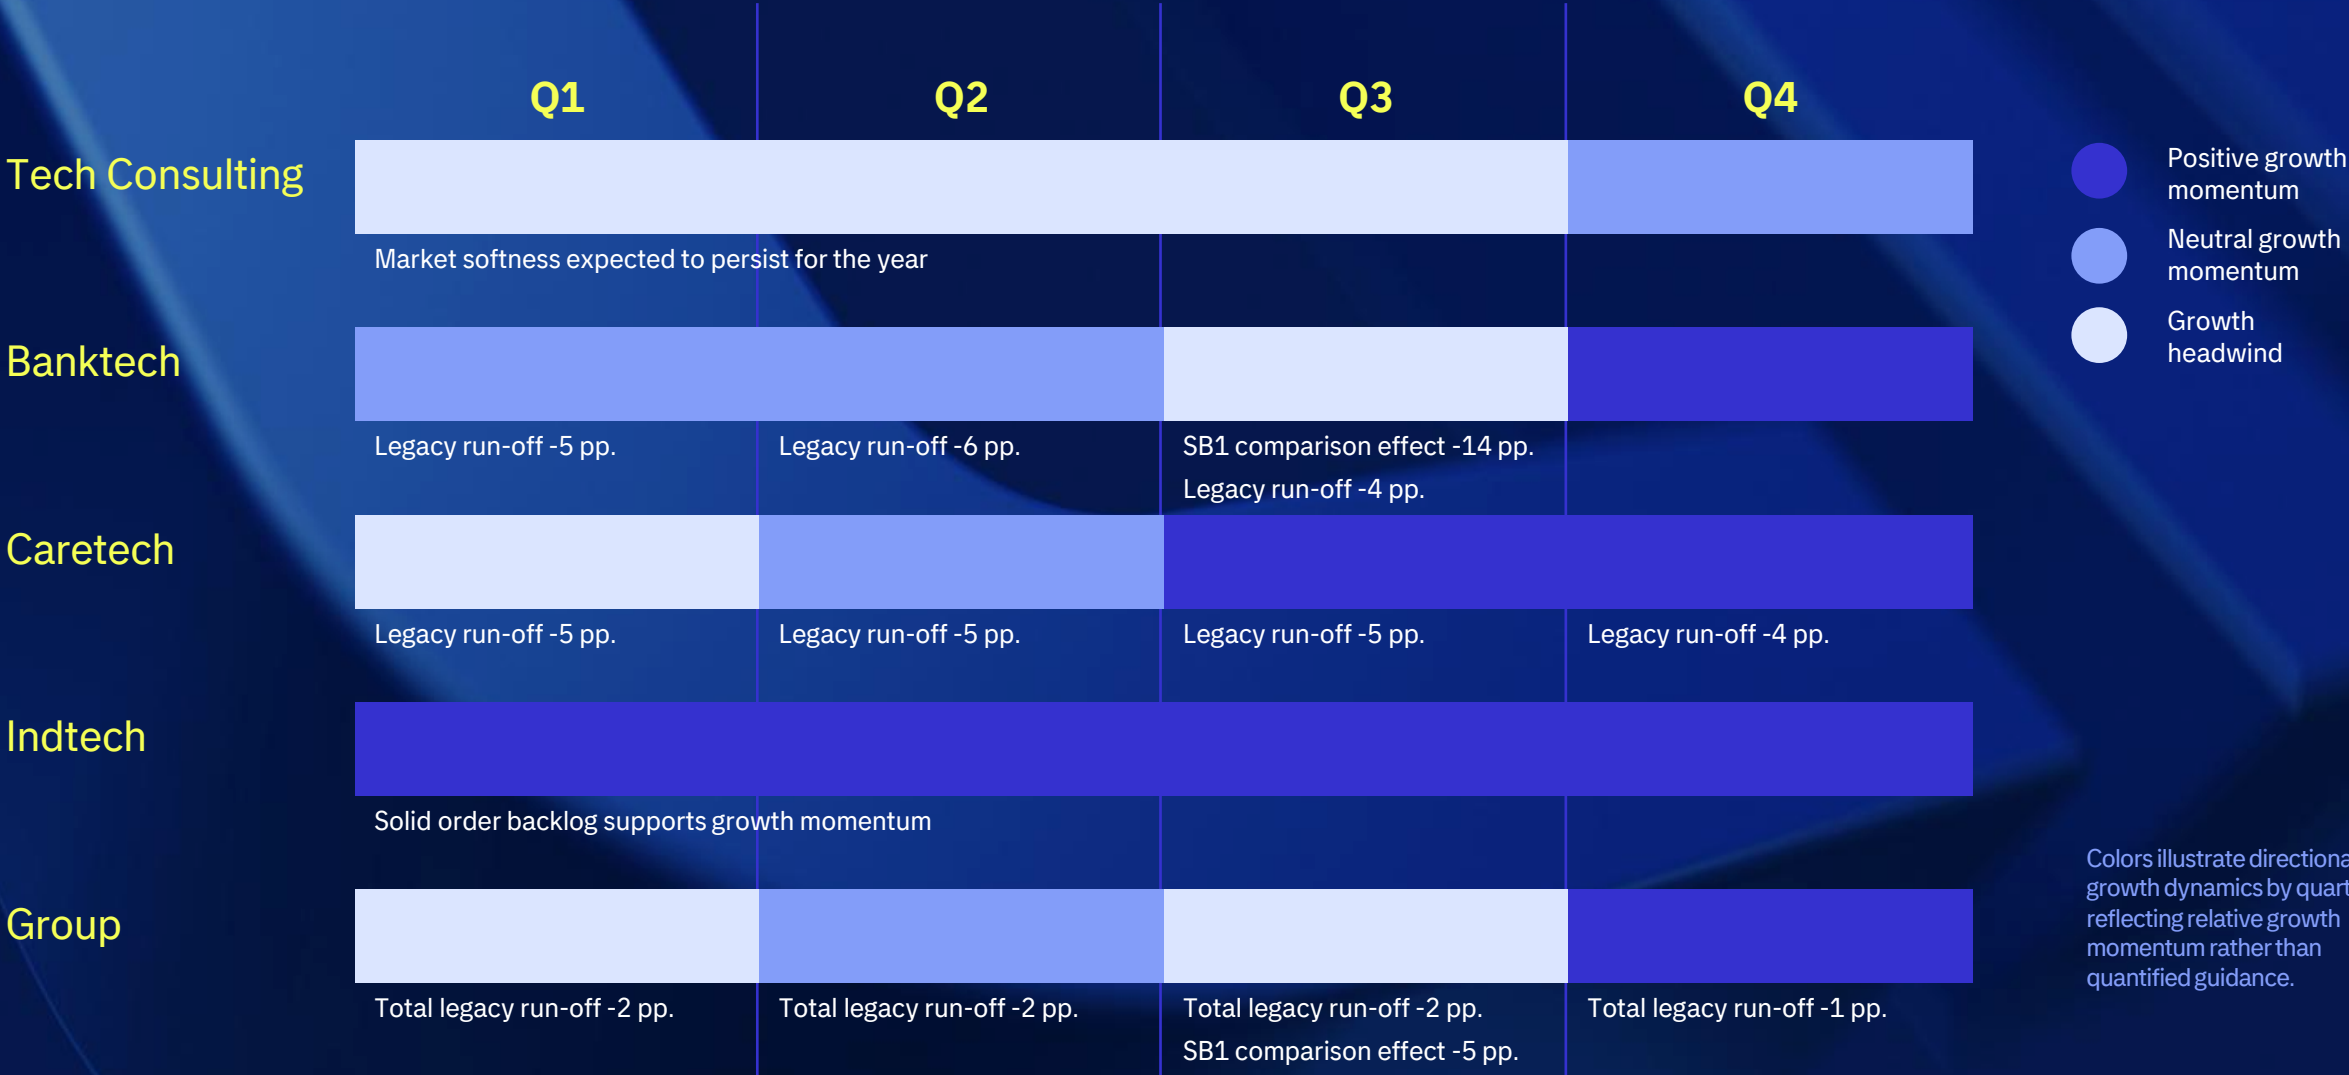 Q1
Q2
Q3
Q4
Tech Consulting
Market softness expected to persist for the year
Banktech
Legacy run-off -5 pp.
Legacy run-off -6 pp.
SB1 comparison effect -14 pp.
Legacy run-off -4 pp.
Caretech
Legacy run-off -5 pp.
Legacy run-off -5 pp.
Legacy run-off -5 pp.
Legacy run-off -4 pp.
Indtech
Solid order backlog supports growth momentum
Group
Total legacy run-off -2 pp.
Total legacy run-off -2 pp.
Total legacy run-off -2 pp.
SB1 comparison effect -5 pp.
Total legacy run-off -1 pp.
Positive growth
momentum
Neutral growth
momentum
Growth
headwind
Colors illustrate
growth dynamics by
reflecting relative growth
momentum rather than
quantified guidance.